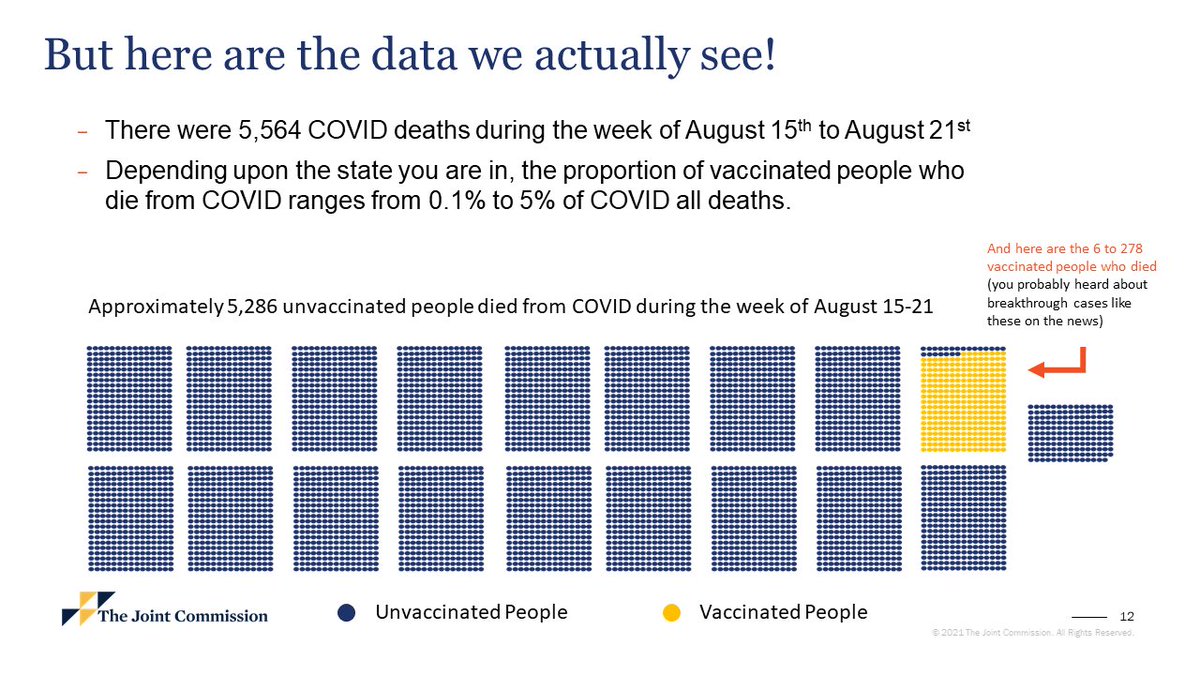 But here are the data we actually see!
– There were 5,564 COVID deaths during the week of August 15th to August 21st
– Depending upon the state you are in, the proportion of vaccinated people who
die from COVID ranges from 0.1% to 5% of COVID all deaths.
And here are the 6 to 278
vaccinated people who died
(you probably heard about
breakthrough cases like
these on the news)
Approximately 5,286 unvaccinated people died from COVID during the week of August 15-21
The Joint Commission
Unvaccinated People
Vaccinated People
12
© 2021 The Joint Commission. All Rights Reserved.